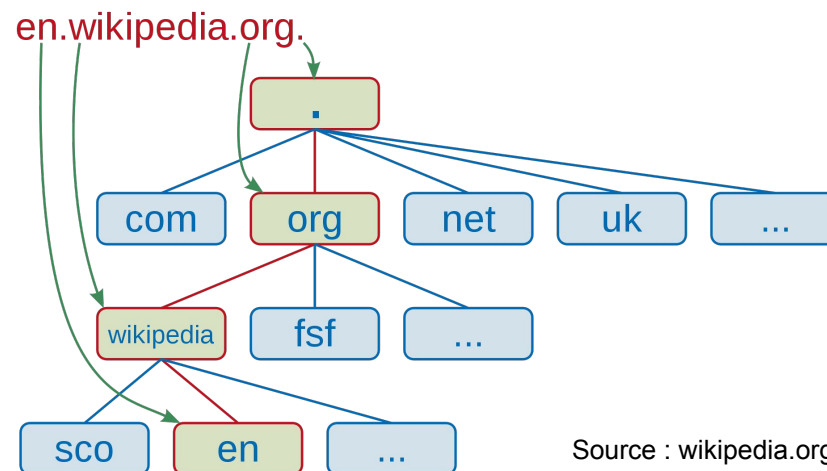 en.wikipedia.org.
.
com org net uk ...
wikipedia fsf ...
sco en ...
Source : wikipedia.org